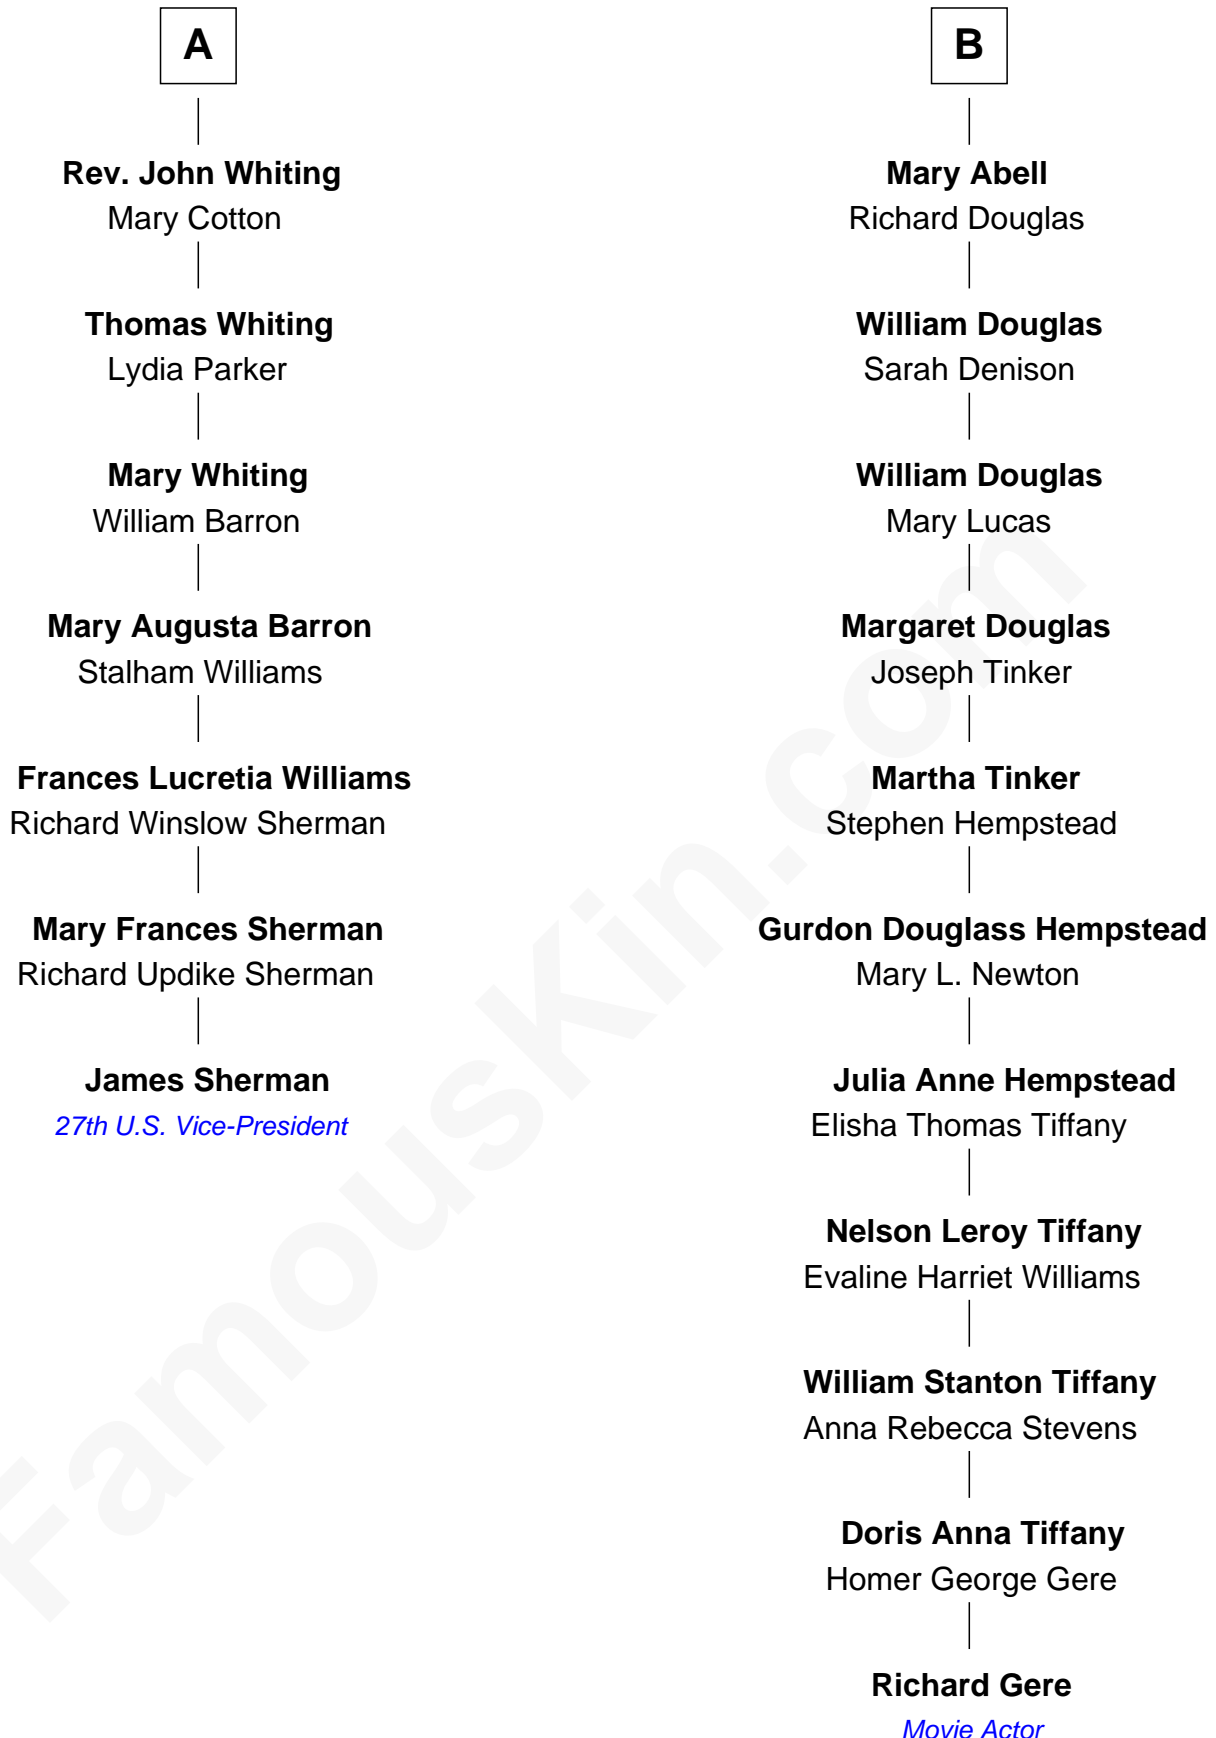 A
Rev. John Whiting
Mary Cotton
Thomas Whiting
Lydia Parker
Mary Whiting
William Barron
Mary Augusta Barron
Stalham Williams
Frances Lucretia Williams
Richard Winslow Sherman
Mary Frances Sherman
Richard Updike Sherman
James Sherman
27th U.S. Vice-President
B
Mary Abell
Richard Douglas
William Douglas
Sarah Denison
William Douglas
Mary Lucas
Margaret Douglas
Joseph Tinker
Martha Tinker
Stephen Hempstead
Gurdon Douglass Hempstead
Mary L. Newton
Julia Anne Hempstead
Elisha Thomas Tiffany
Nelson Leroy Tiffany
Evaline Harriet Williams
William Stanton Tiffany
Anna Rebecca Stevens
Doris Anna Tiffany
Homer George Gere
Richard Gere
Movie Actor
FamousKin.com